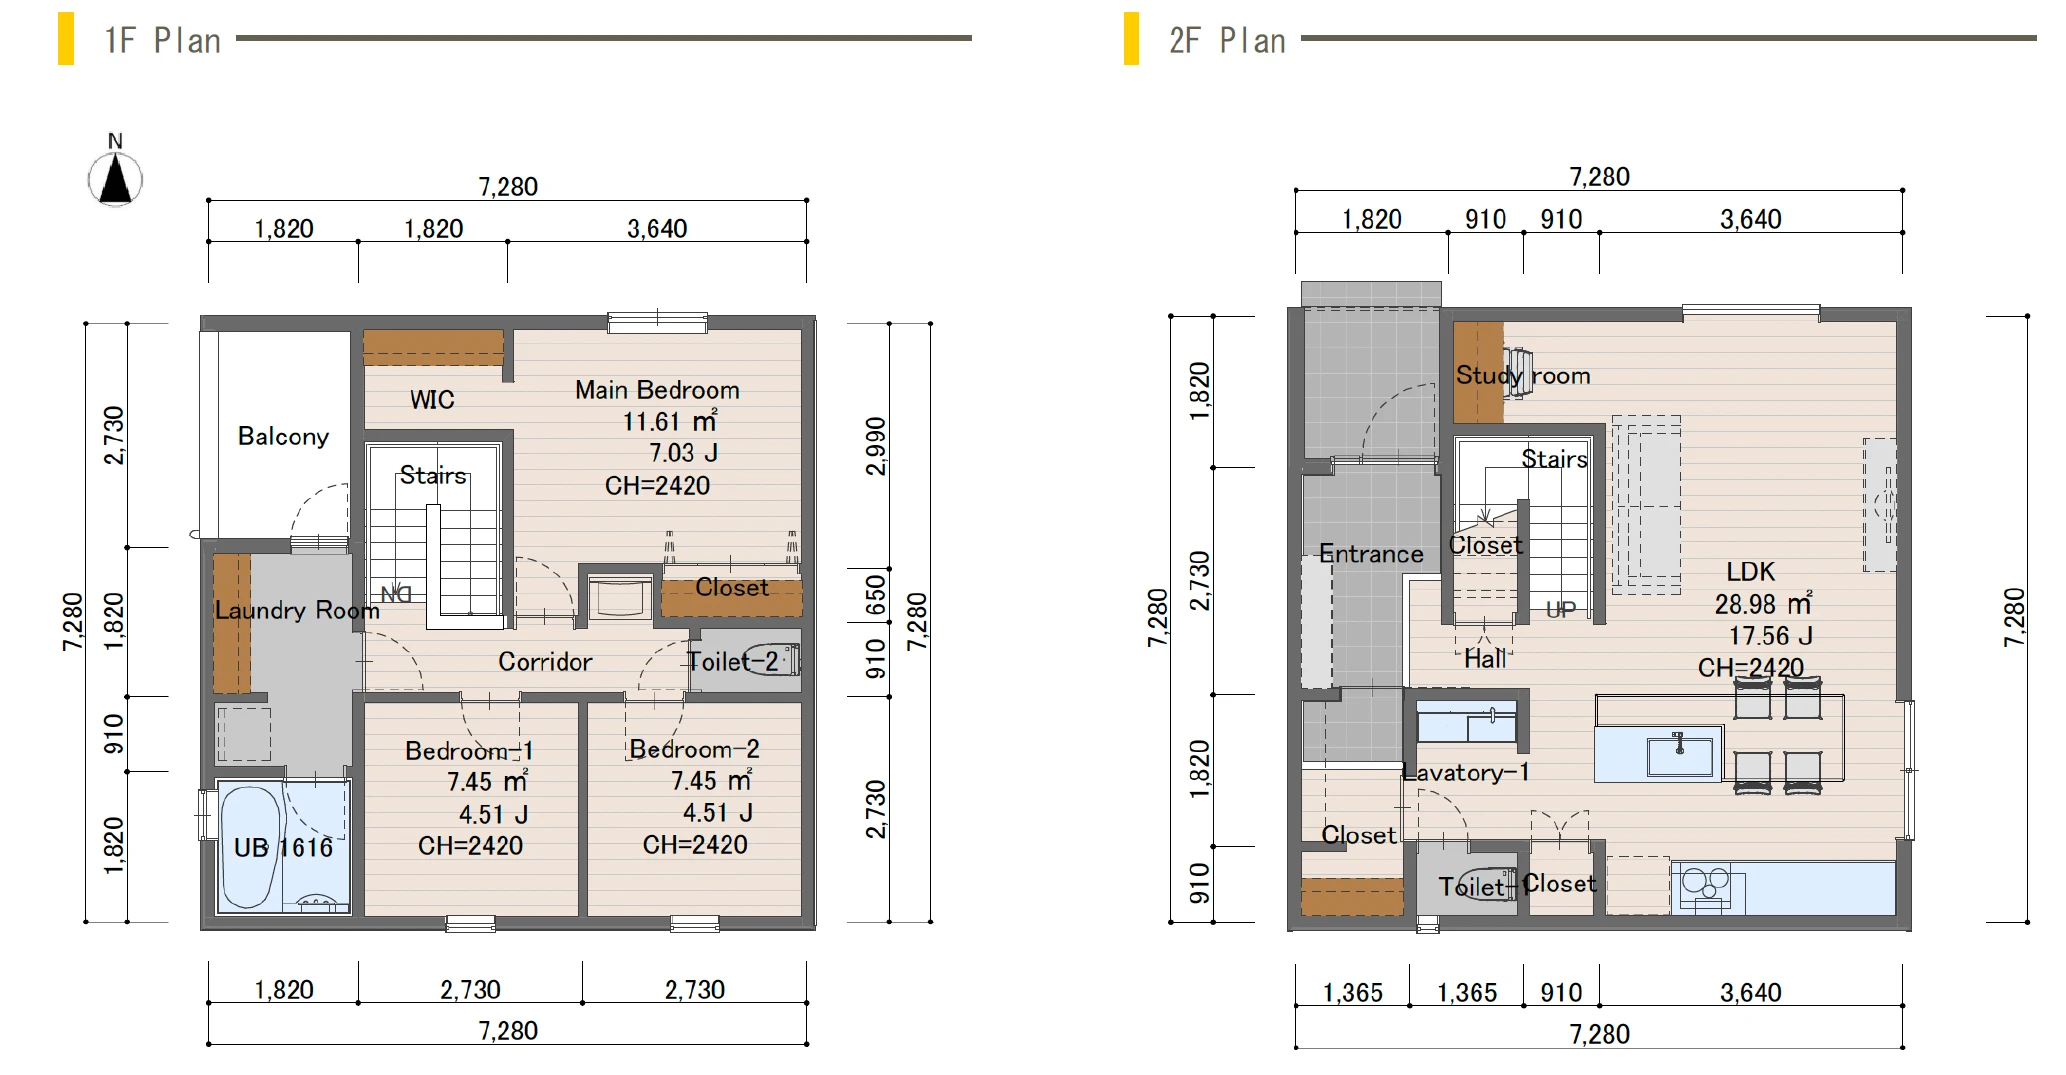 1F Plan
N
7,280
1,820
1,820
3,640
7,280
2,730
1,820
910
1,820
2,990
650
910
2,730
7,280
Balcony
WIC
Main Bedroom
11.61 ㎡
7.03 J
CH=2420
Stairs
DN
Closet
Laundry Room
Corridor
Toilet-2
Bedroom-1
7.45 ㎡
4.51 J
CH=2420
Bedroom-2
7.45 ㎡
4.51 J
CH=2420
UB 1616
1,820
2,730
2,730
7,280
2F Plan
7,280
1,820
910
910
3,640
7,280
1,820
2,730
1,820
910
7,280
Study room
Stairs
Entrance
Closet
UP
LDK
28.98 ㎡
17.56 J
CH=2420
Hall
Lavatory-1
Closet
Toilet-1
Closet
1,365
1,365
910
3,640
7,280